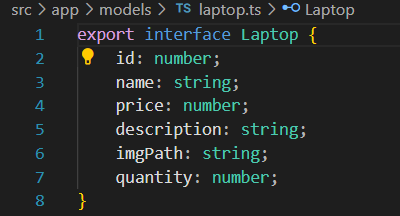 src > app > models > TS laptop.ts > Laptop
1 export interface Laptop {
2 id: number;
3 name: string;
4 price: number;
5 description: string;
6 imgPath: string;
7 quantity: number;
8 }